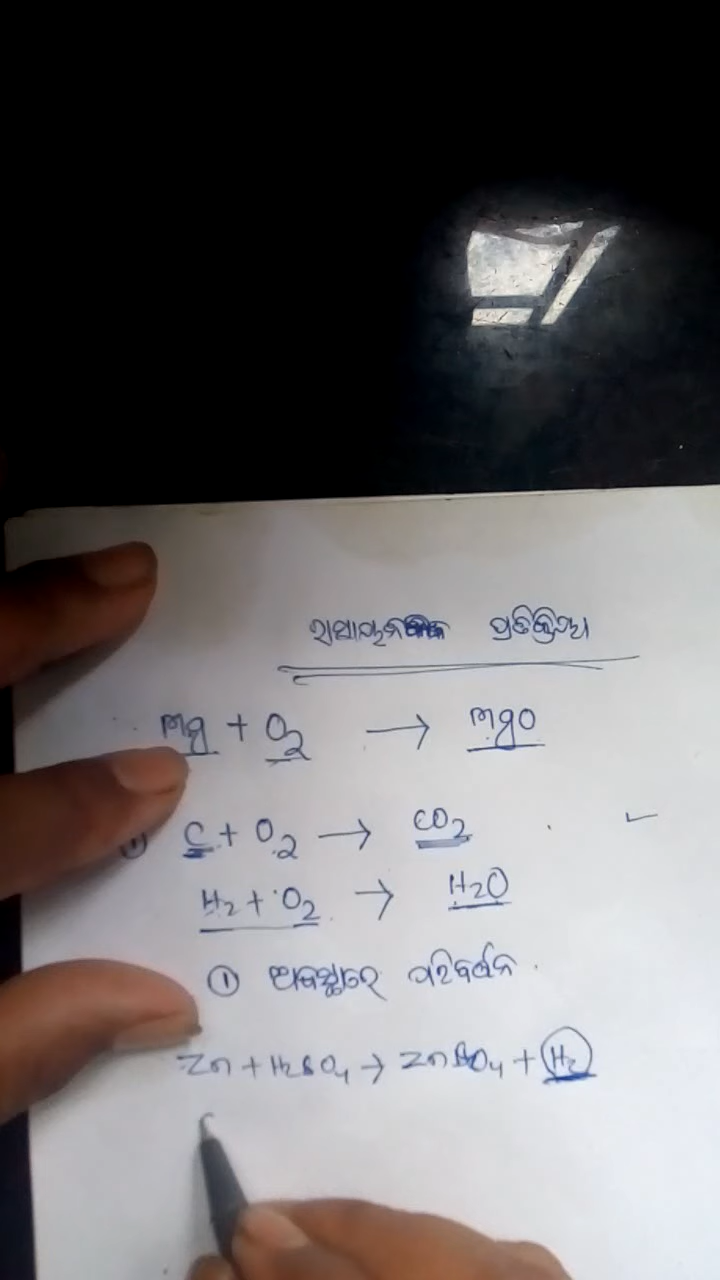 ରାସାୟନିକ ପ୍ରତିକ୍ରିଆ
Mg + O2 → MgO
① C + O2 → CO2
H2 + O2 → H2O
① ଅବସ୍ଥାରେ ପରିବର୍ତ୍ତନ .
Zn + H2SO4 → ZnSO4 + H2